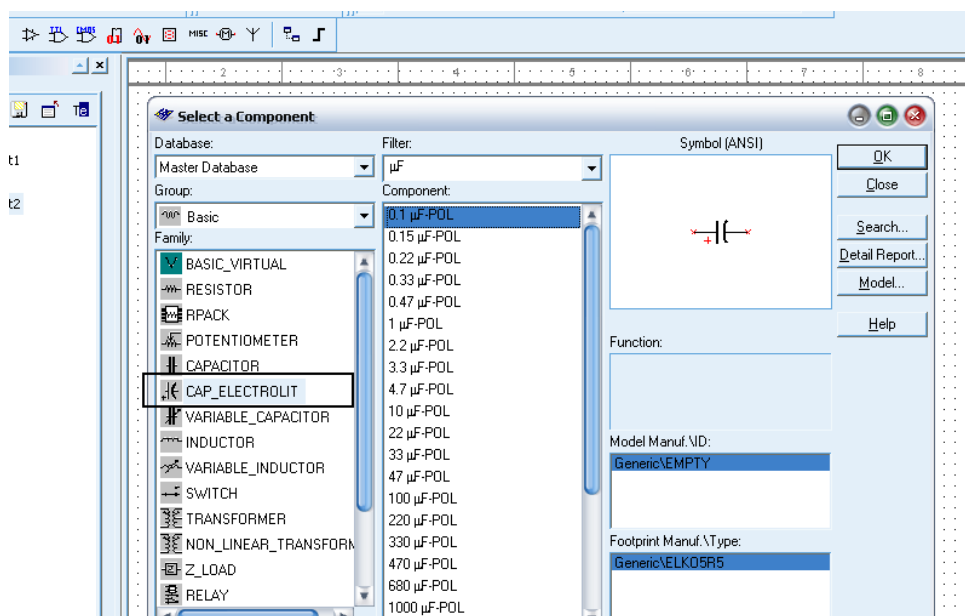 TTL CMOS MISC
2 3 4 5 6 7 8
Select a Component
Database:
Master Database
Group:
Basic
Family:
BASIC_VIRTUAL
RESISTOR
RPACK
POTENTIOMETER
CAPACITOR
CAP_ELECTROLIT
VARIABLE_CAPACITOR
INDUCTOR
VARIABLE_INDUCTOR
SWITCH
TRANSFORMER
NON_LINEAR_TRANSFORM
Z_LOAD
RELAY
Filter:
µF
Component:
0.1 µF-POL
0.15 µF-POL
0.22 µF-POL
0.33 µF-POL
0.47 µF-POL
1 µF-POL
2.2 µF-POL
3.3 µF-POL
4.7 µF-POL
10 µF-POL
22 µF-POL
33 µF-POL
47 µF-POL
100 µF-POL
220 µF-POL
330 µF-POL
470 µF-POL
680 µF-POL
1000 µF-POL
Symbol (ANSI)
Function:
Model Manuf.\ID:
Generic\EMPTY
Footprint Manuf.\Type:
Generic\ELKO5R5
OK
Close
Search...
Detail Report...
Model...
Help
t1
t2